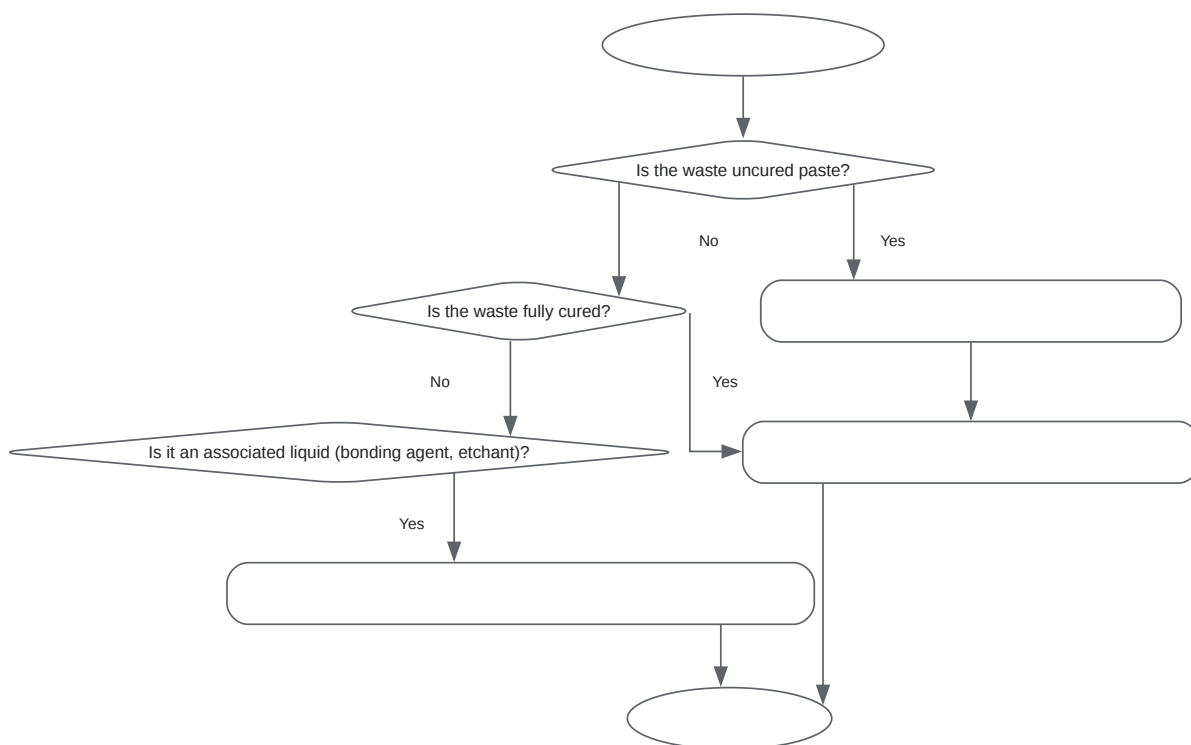 Is the waste uncured paste?
No
Yes
Is the waste fully cured?
No
Yes
Is it an associated liquid (bonding agent, etchant)?
Yes